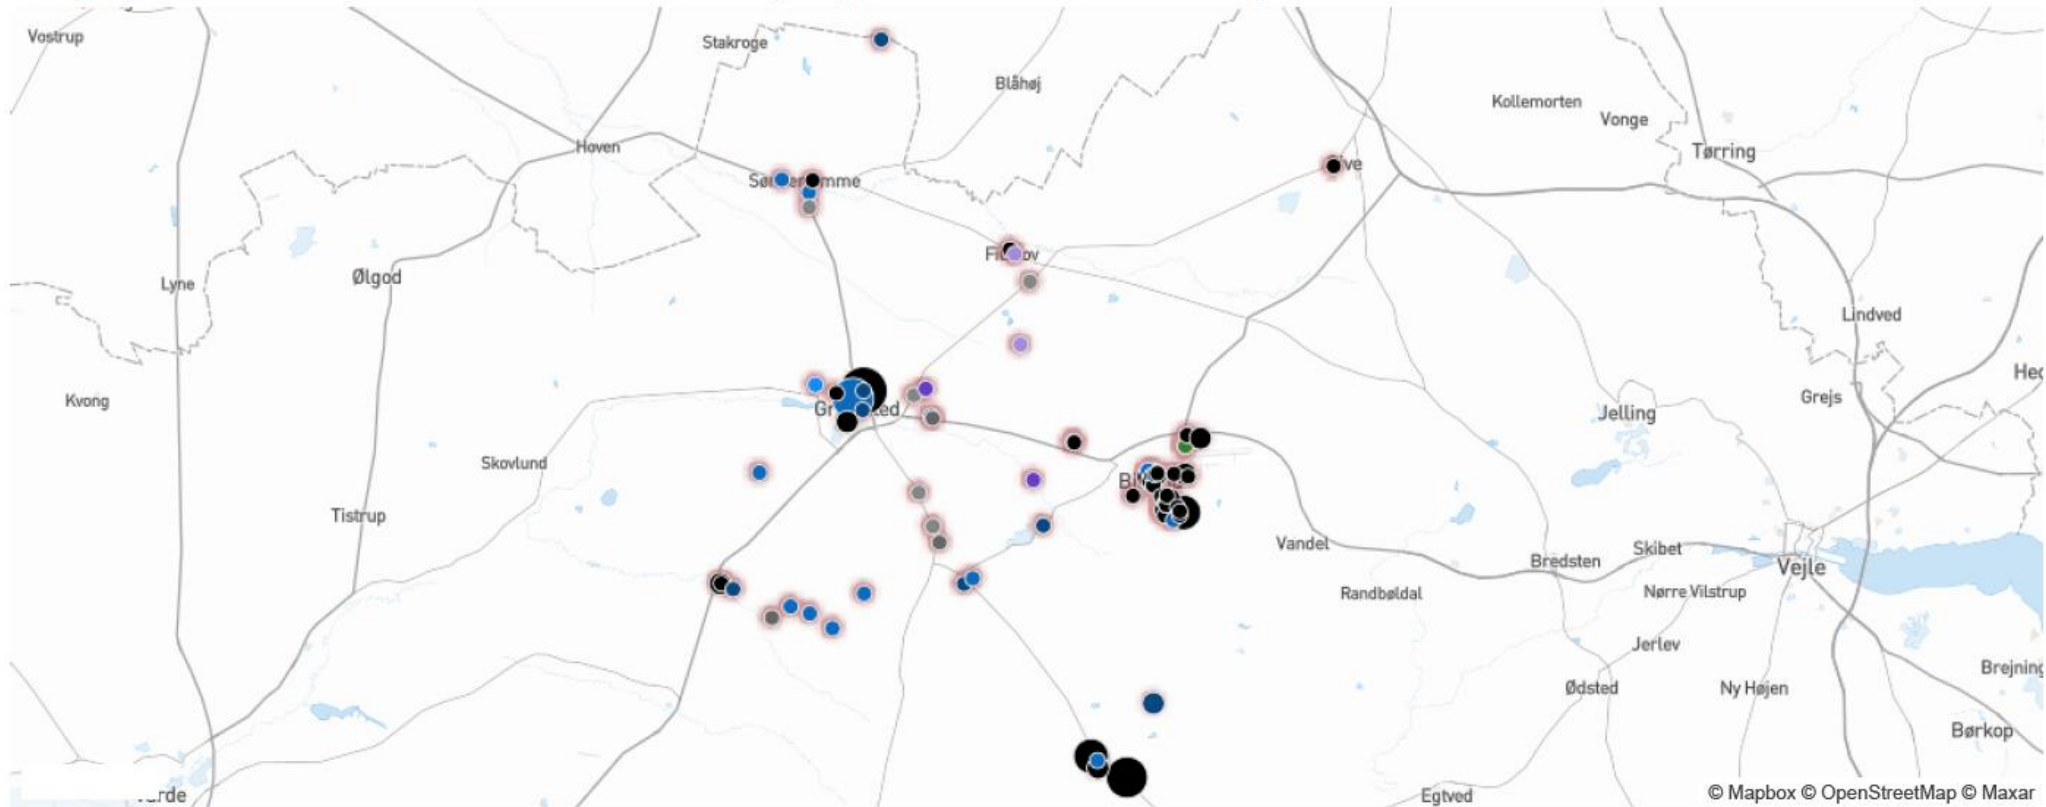 Vostrup
Stakroge
Blåhøj
Kollemorten
Vonge
Tørring
Hoven
Ølgod
Lyne
Lindved
Kvong
Grejs
Jelling
Skovlund
Tistrup
Vandel
Bredsten
Skibet
Vejle
Randbøldal
Nørre Vilstrup
Jerlev
Ødsted
Ny Højen
Børkop
Egtved
© Mapbox © OpenStreetMap © Maxar